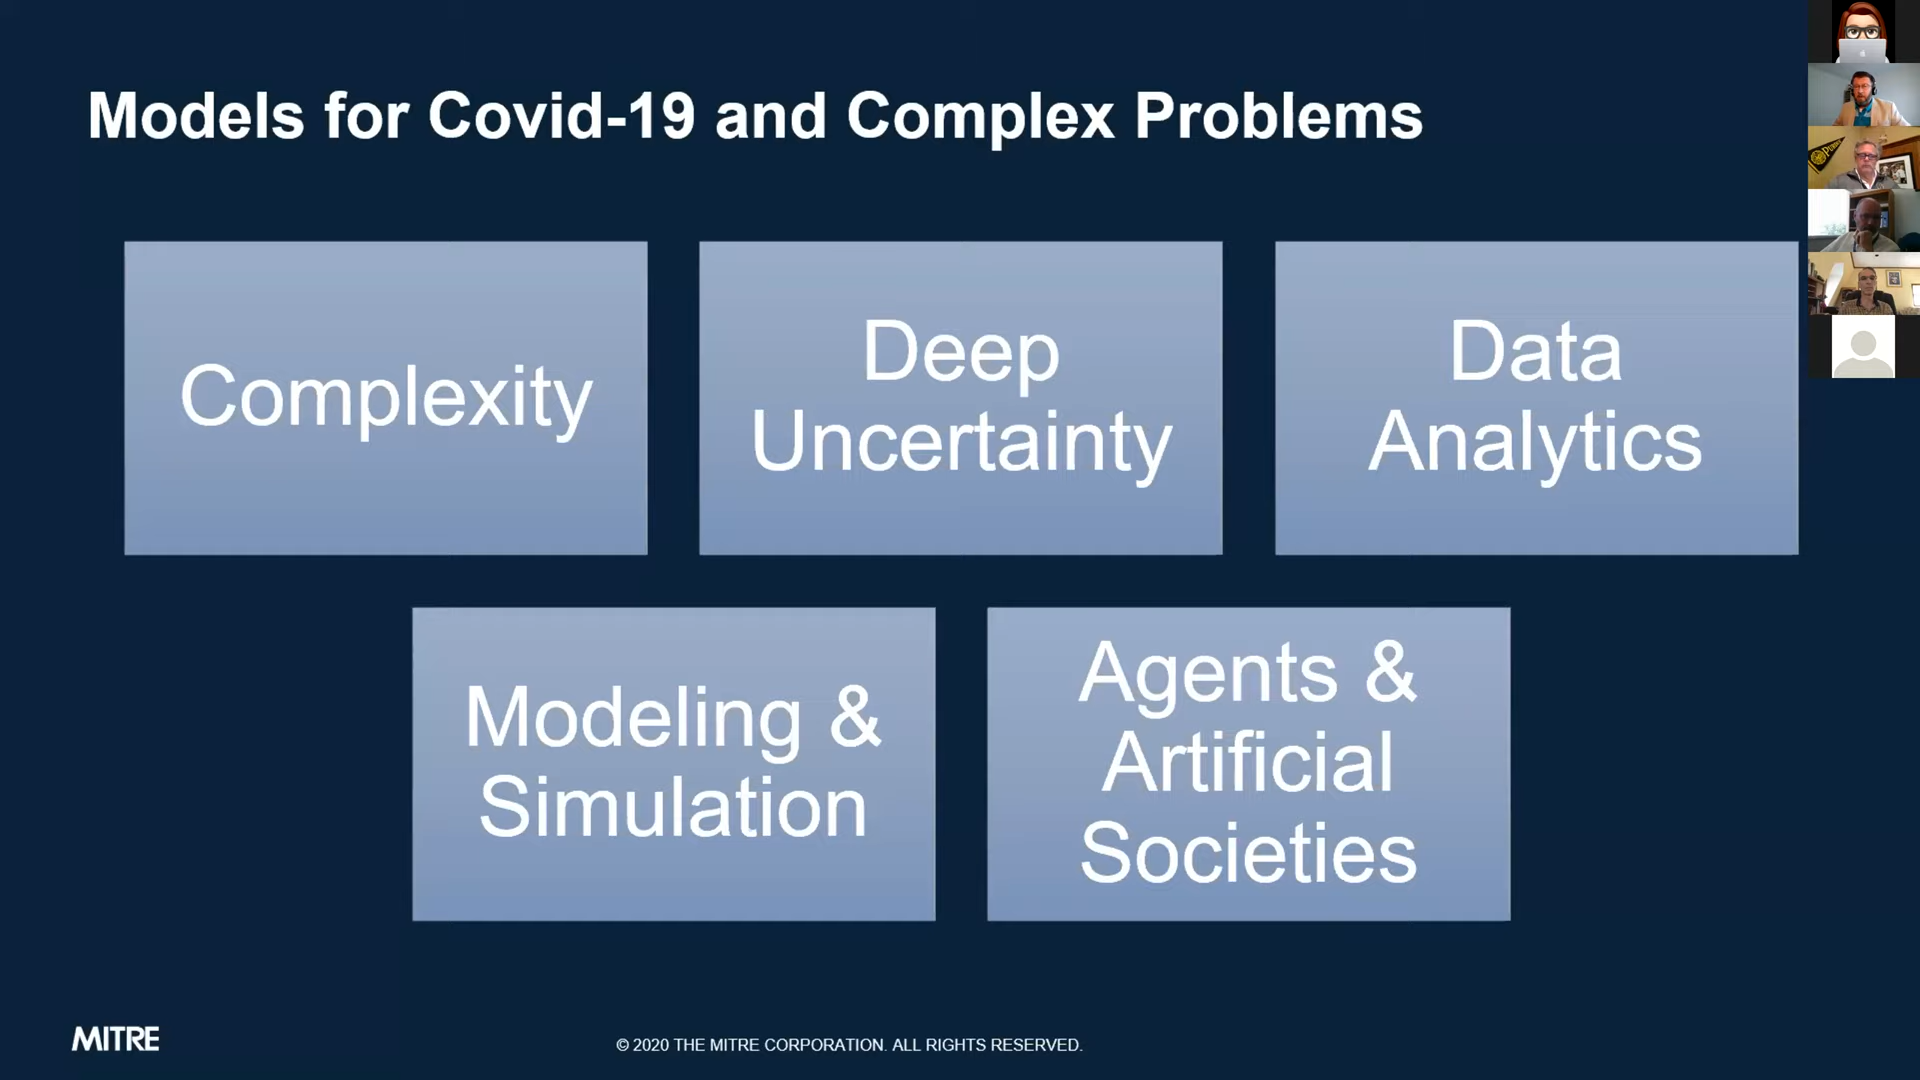 Models for Covid-19 and Complex Problems
Complexity
Deep
Uncertainty
Data
Analytics
Modeling &
Simulation
Agents &
Artificial
Societies
MITRE
© 2020 THE MITRE CORPORATION. ALL RIGHTS RESERVED.